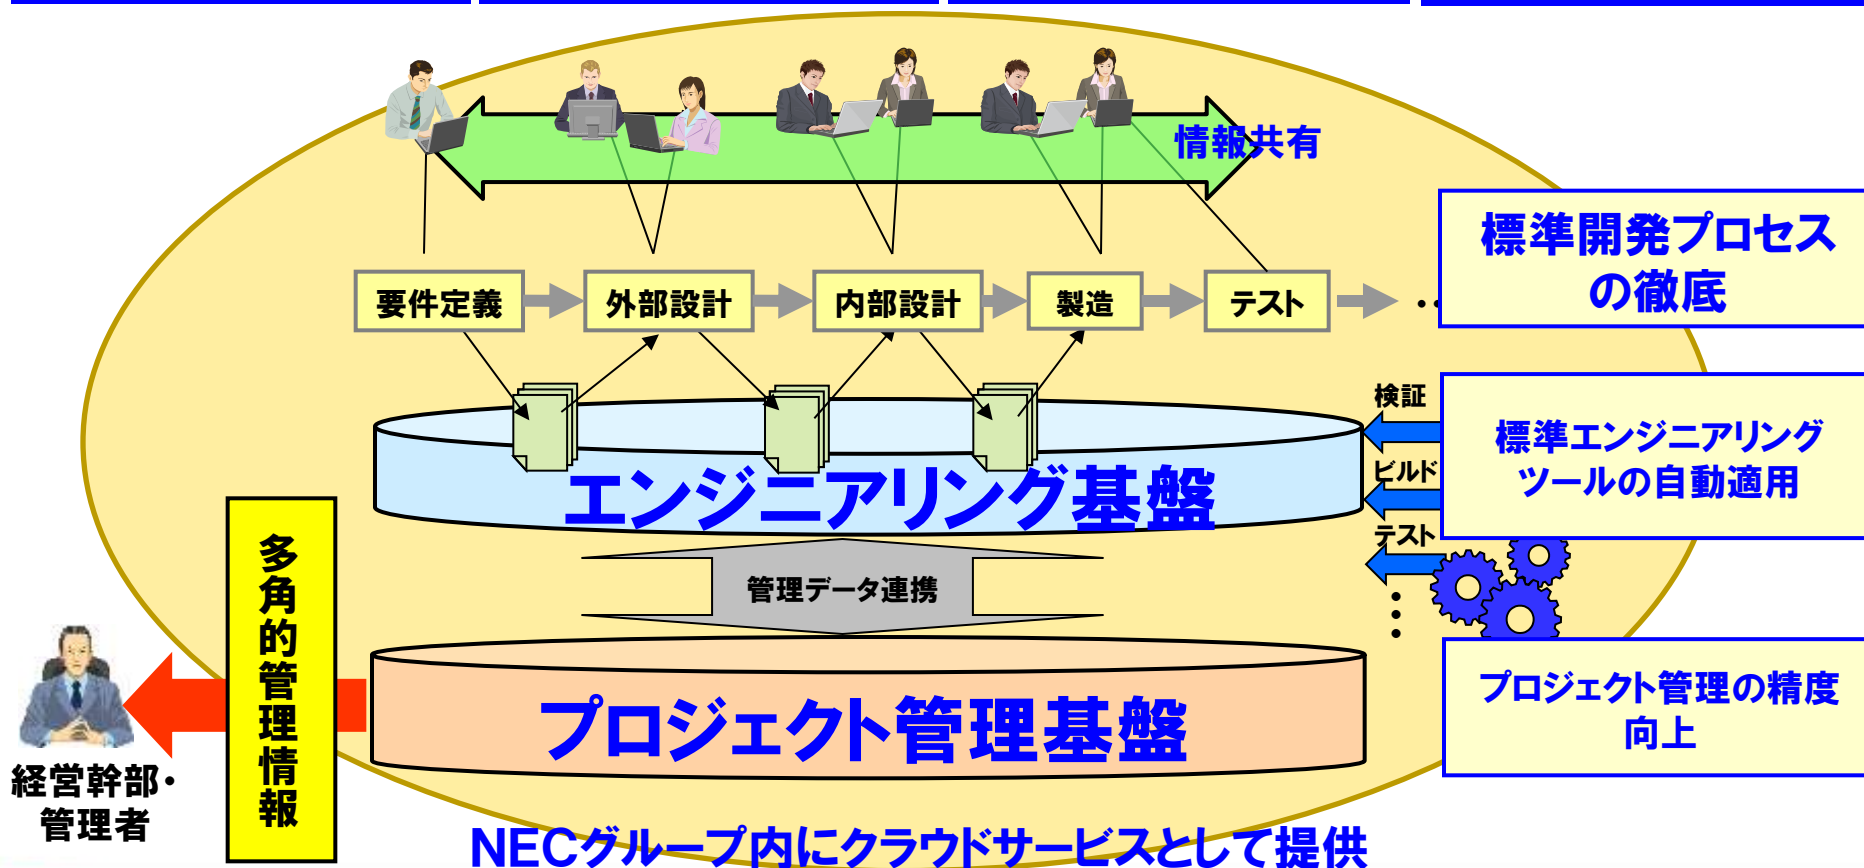 情報共有
標準開発プロセス
の徹底
要件定義
外部設計
内部設計
製造
テスト
‥
検証
ビルド
テスト
標準エンジニアリング
ツールの自動適用
エンジニアリング基盤
管理データ連携
多角的管理情報
プロジェクト管理基盤
プロジェクト管理の精度
向上
経営幹部・
管理者
NECグループ内にクラウドサービスとして提供